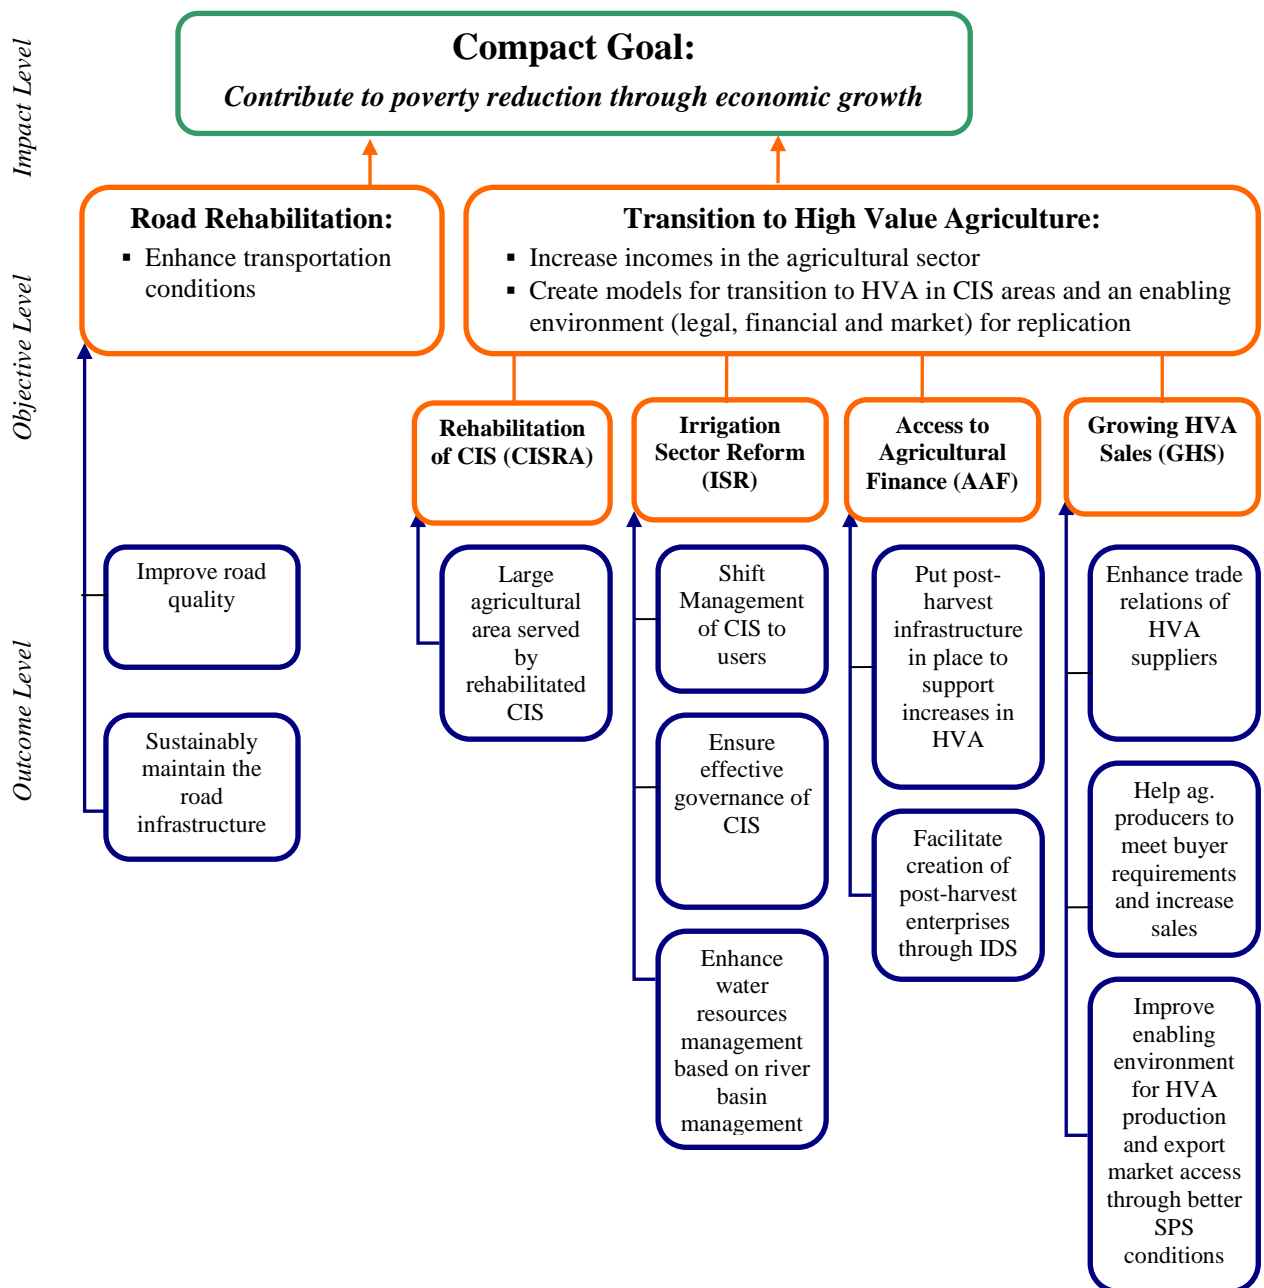 Impact Level
Compact Goal:
Contribute to poverty reduction through economic growth
Objective Level
Road Rehabilitation:
▪ Enhance transportation
conditions
Transition to High Value Agriculture:
▪ Increase incomes in the agricultural sector
▪ Create models for transition to HVA in CIS areas and an enabling
environment (legal, financial and market) for replication
Rehabilitation
of CIS (CISRA)
Irrigation
Sector Reform
(ISR)
Access to
Agricultural
Finance (AAF)
Growing HVA
Sales (GHS)
Outcome Level
Improve road
quality
Sustainably
maintain the
road
infrastructure
Large
agricultural
area served
by
rehabilitated
CIS
Shift
Management
of CIS to
users
Ensure
effective
governance of
CIS
Enhance
water
resources
management
based on river
basin
management
Put post-
harvest
infrastructure
in place to
support
increases in
HVA
Facilitate
creation of
post-harvest
enterprises
through IDS
Enhance trade
relations of
HVA
suppliers
Help ag.
producers to
meet buyer
requirements
and increase
sales
Improve
enabling
environment
for HVA
production
and export
market access
through better
SPS
conditions